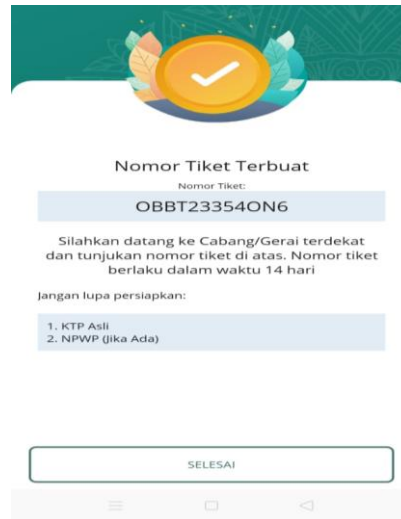 Nomor Tiket Terbuat
Nomor Tiket:
OBBT23354ON6
Silahkan datang ke Cabang/Gerai terdekat
dan tunjukan nomor tiket di atas. Nomor tiket
berlaku dalam waktu 14 hari
Jangan lupa persiapkan:
1. KTP Asli
2. NPWP (Jika Ada)
SELESAI